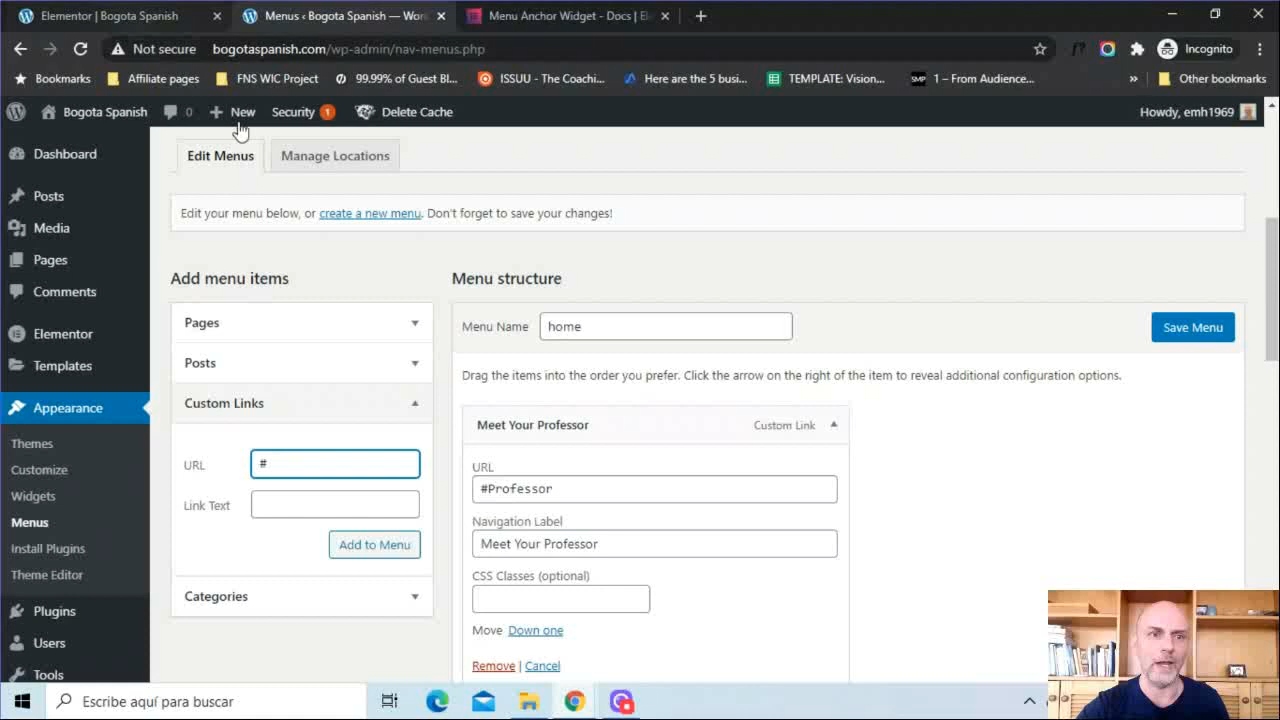 Elementor | Bogota Spanish
Menus ‹ Bogota Spanish — Wor
Menu Anchor Widget - Docs | El
Not secure
bogotaspanish.com/wp-admin/nav-menus.php
Incognito
Bookmarks
Affiliate pages
FNS WIC Project
99.99% of Guest Bl...
ISSUU - The Coachi...
Here are the 5 busi...
TEMPLATE: Vision...
1 – From Audience...
»
Other bookmarks
Bogota Spanish
0
New
Security 1
Delete Cache
Howdy, emh1969
Dashboard
Posts
Media
Pages
Comments
Elementor
Templates
Appearance
Themes
Customize
Widgets
Menus
Install Plugins
Theme Editor
Plugins
Users
Tools
Edit Menus
Manage Locations
Edit your menu below, or create a new menu. Don't forget to save your changes!
Add menu items
Pages
Posts
Custom Links
URL
#
Link Text
Add to Menu
Categories
Menu structure
Menu Name
home
Save Menu
Drag the items into the order you prefer. Click the arrow on the right of the item to reveal additional configuration options.
Meet Your Professor
Custom Link
URL
#Professor
Navigation Label
Meet Your Professor
CSS Classes (optional)
Move Down one
Remove | Cancel
Escribe aquí para buscar